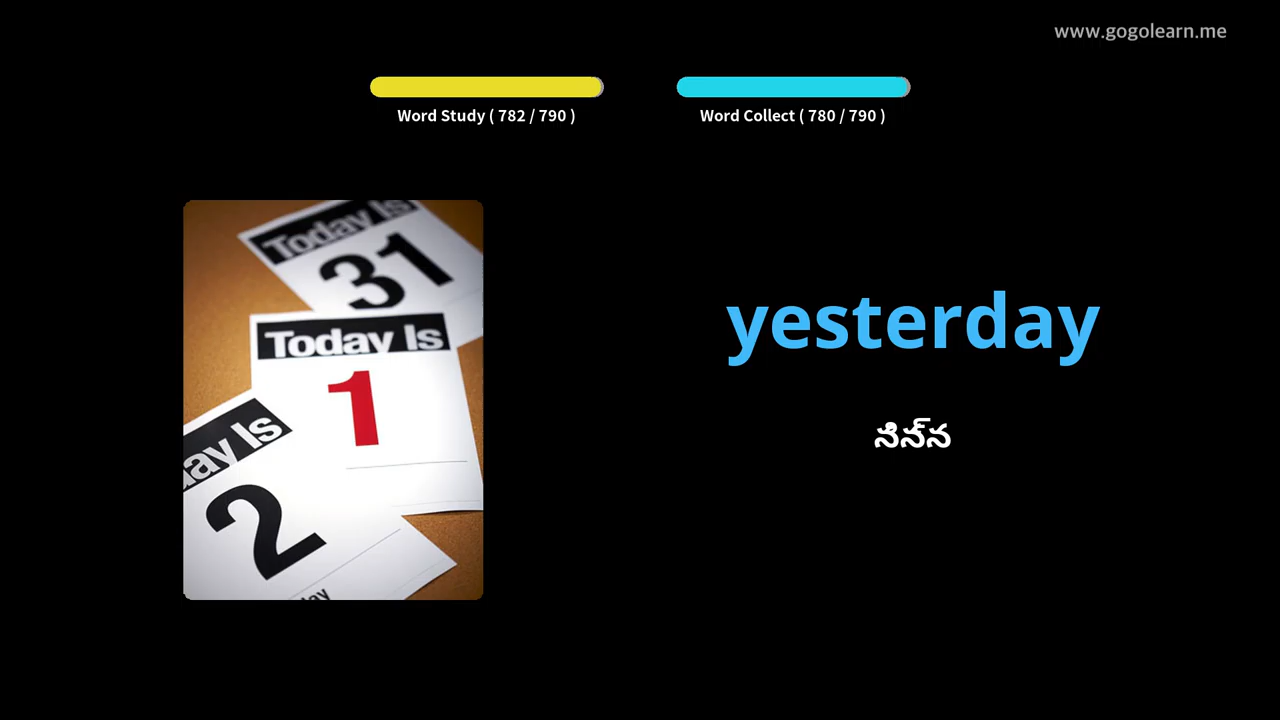 www.gogolearn.me
Word Study ( 782 / 790 )
Word Collect ( 780 / 790 )
Today Is
31
Today Is
1
ay Is
2
yesterday
నిన్న